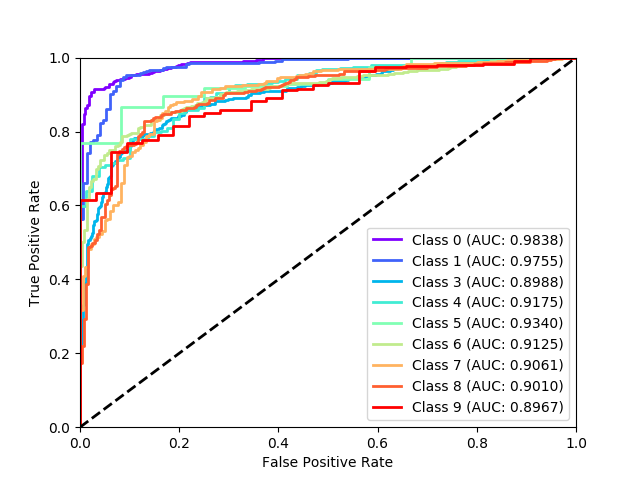 1.0
0.8
0.6
0.4
0.2
0.0
True Positive Rate
0.0 0.2 0.4 0.6 0.8 1.0
False Positive Rate
Class 0 (AUC: 0.9838)
Class 1 (AUC: 0.9755)
Class 3 (AUC: 0.8988)
Class 4 (AUC: 0.9175)
Class 5 (AUC: 0.9340)
Class 6 (AUC: 0.9125)
Class 7 (AUC: 0.9061)
Class 8 (AUC: 0.9010)
Class 9 (AUC: 0.8967)